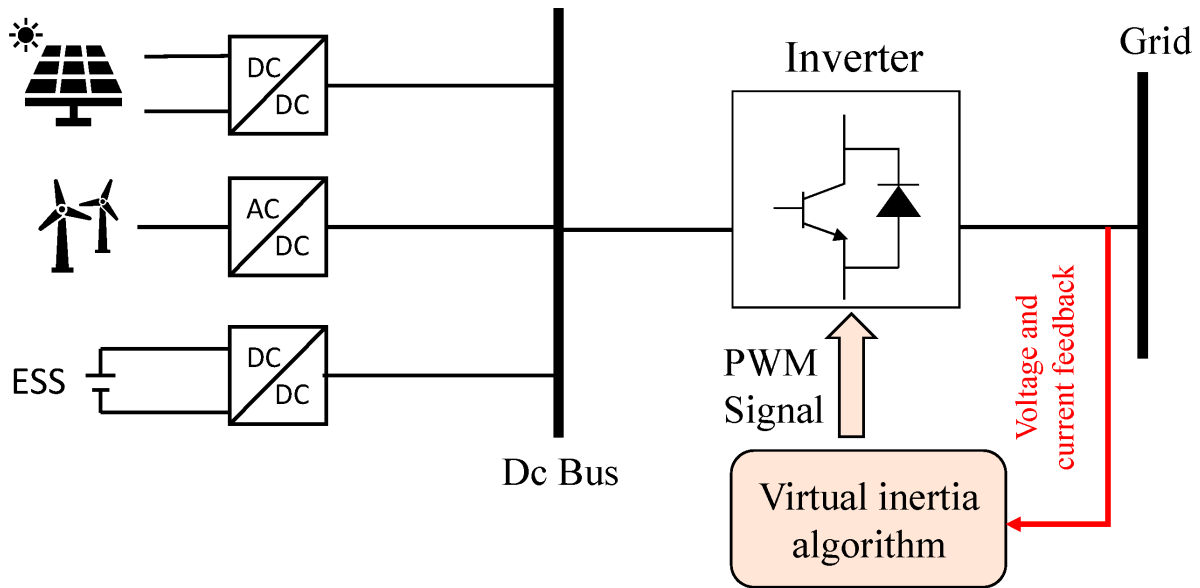 Grid
Inverter
DC
DC
AC
DC
ESS
DC
DC
Dc Bus
PWM
Signal
Voltage and
current feedback
Virtual inertia
algorithm